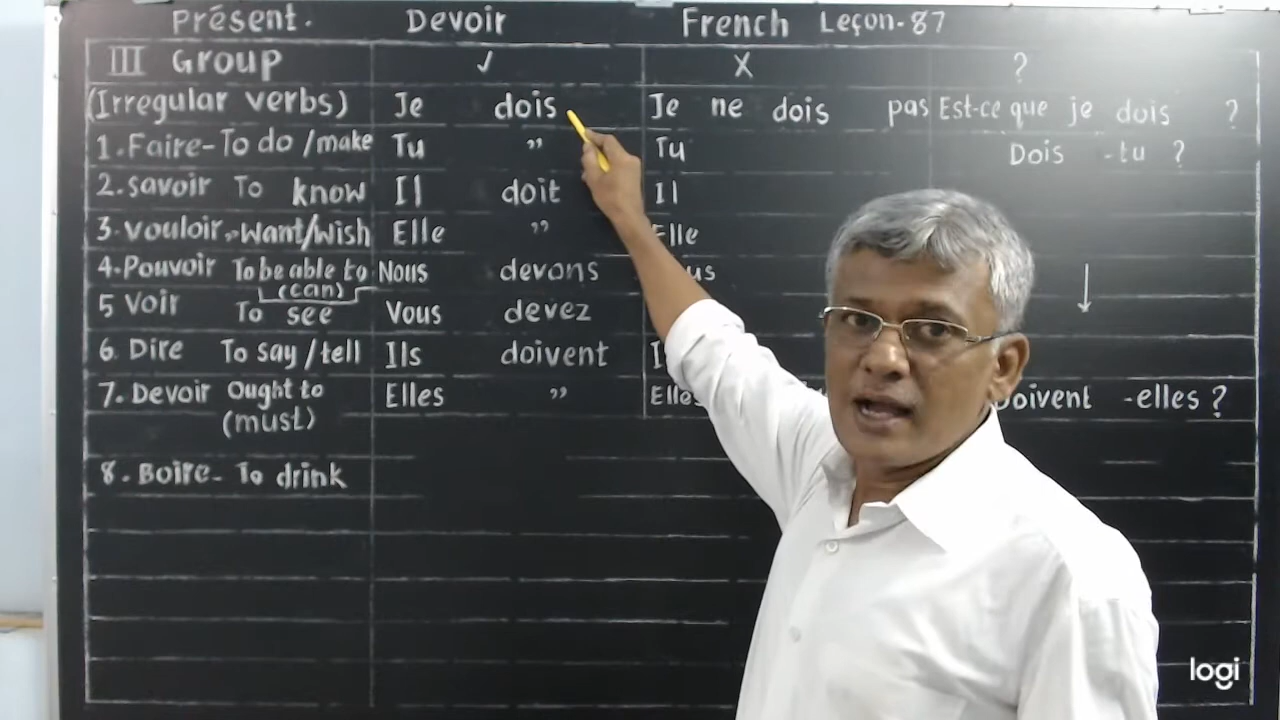 Présent. Devoir French Leçon-87
III Group ✓ X ?
(Irregular verbs) Je dois Je ne dois pas Est-ce que je dois ?
1. Faire- To do /make Tu " Tu Dois -tu ?
2. savoir To know Il doit Il
3. vouloir -,, Want/Wish Elle " Elle
4. Pouvoir To be able to Nous devons
(can)
5 Voir To see Vous devez
6. Dire To say /tell Ils doivent
7. Devoir Ought to Elles " Elles Doivent -elles ?
(must)
8. Boire- To drink
logi